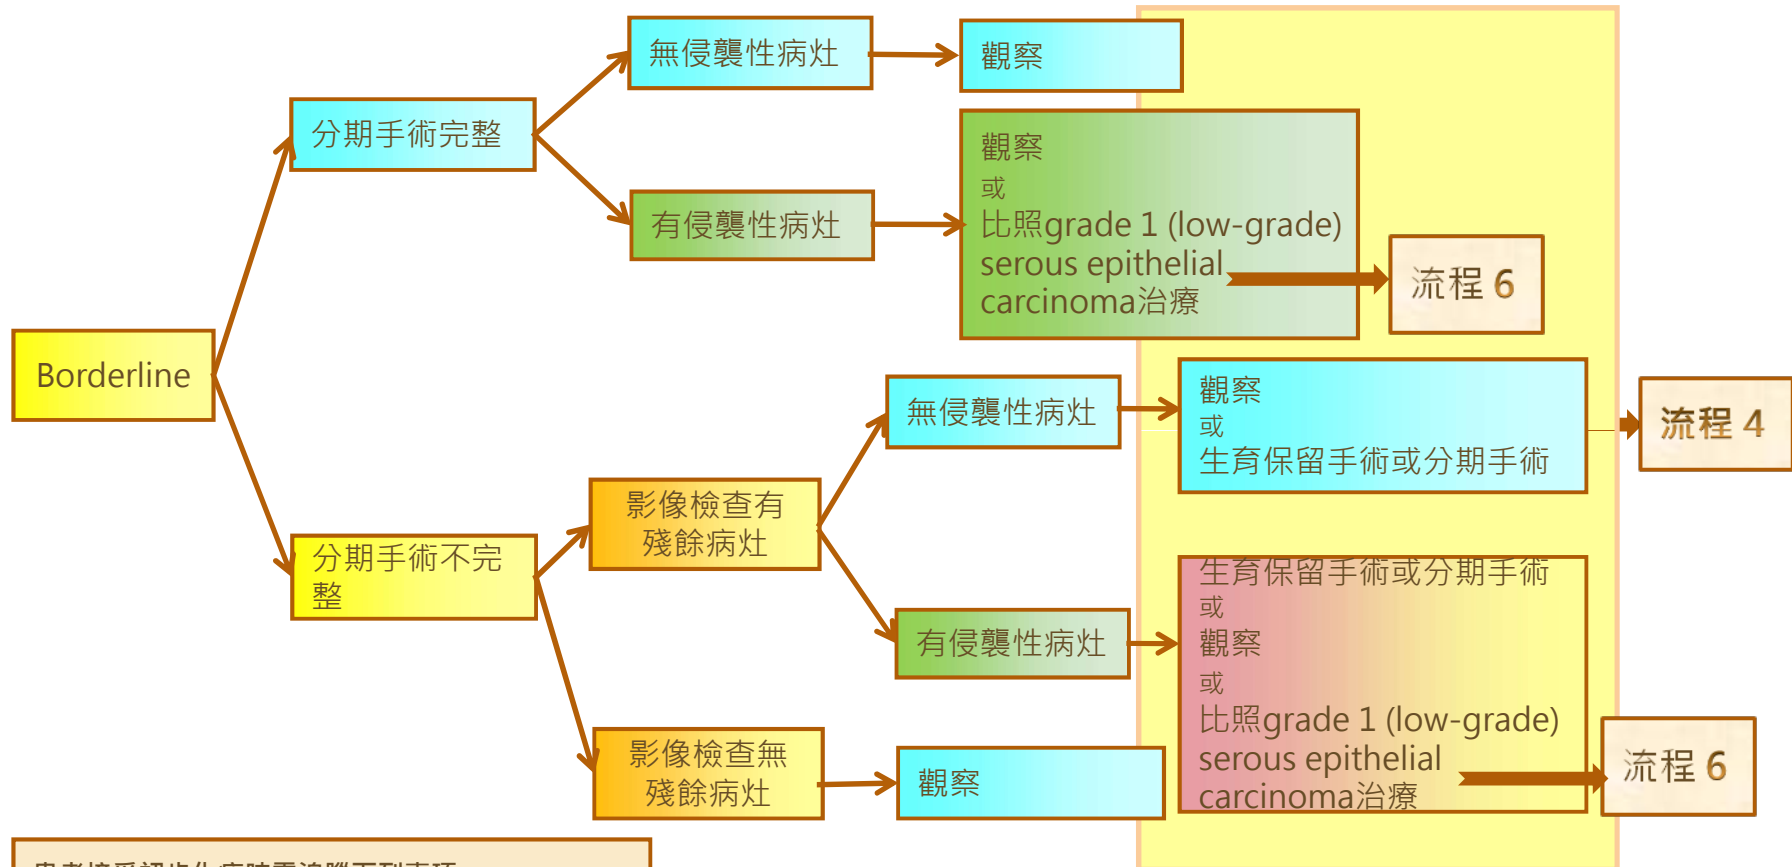 無侵襲性病灶
觀察
分期手術完整
觀察
或
比照grade 1 (low-grade)
serous epithelial
carcinoma治療
有侵襲性病灶
流程 6
Borderline
無侵襲性病灶
觀察
或
生育保留手術或分期手術
流程 4
影像檢查有
殘餘病灶
分期手術不完
整
有侵襲性病灶
生育保留手術或分期手術
或
觀察
或
比照grade 1 (low-grade)
serous epithelial
carcinoma治療
流程 6
影像檢查無
殘餘病灶
觀察